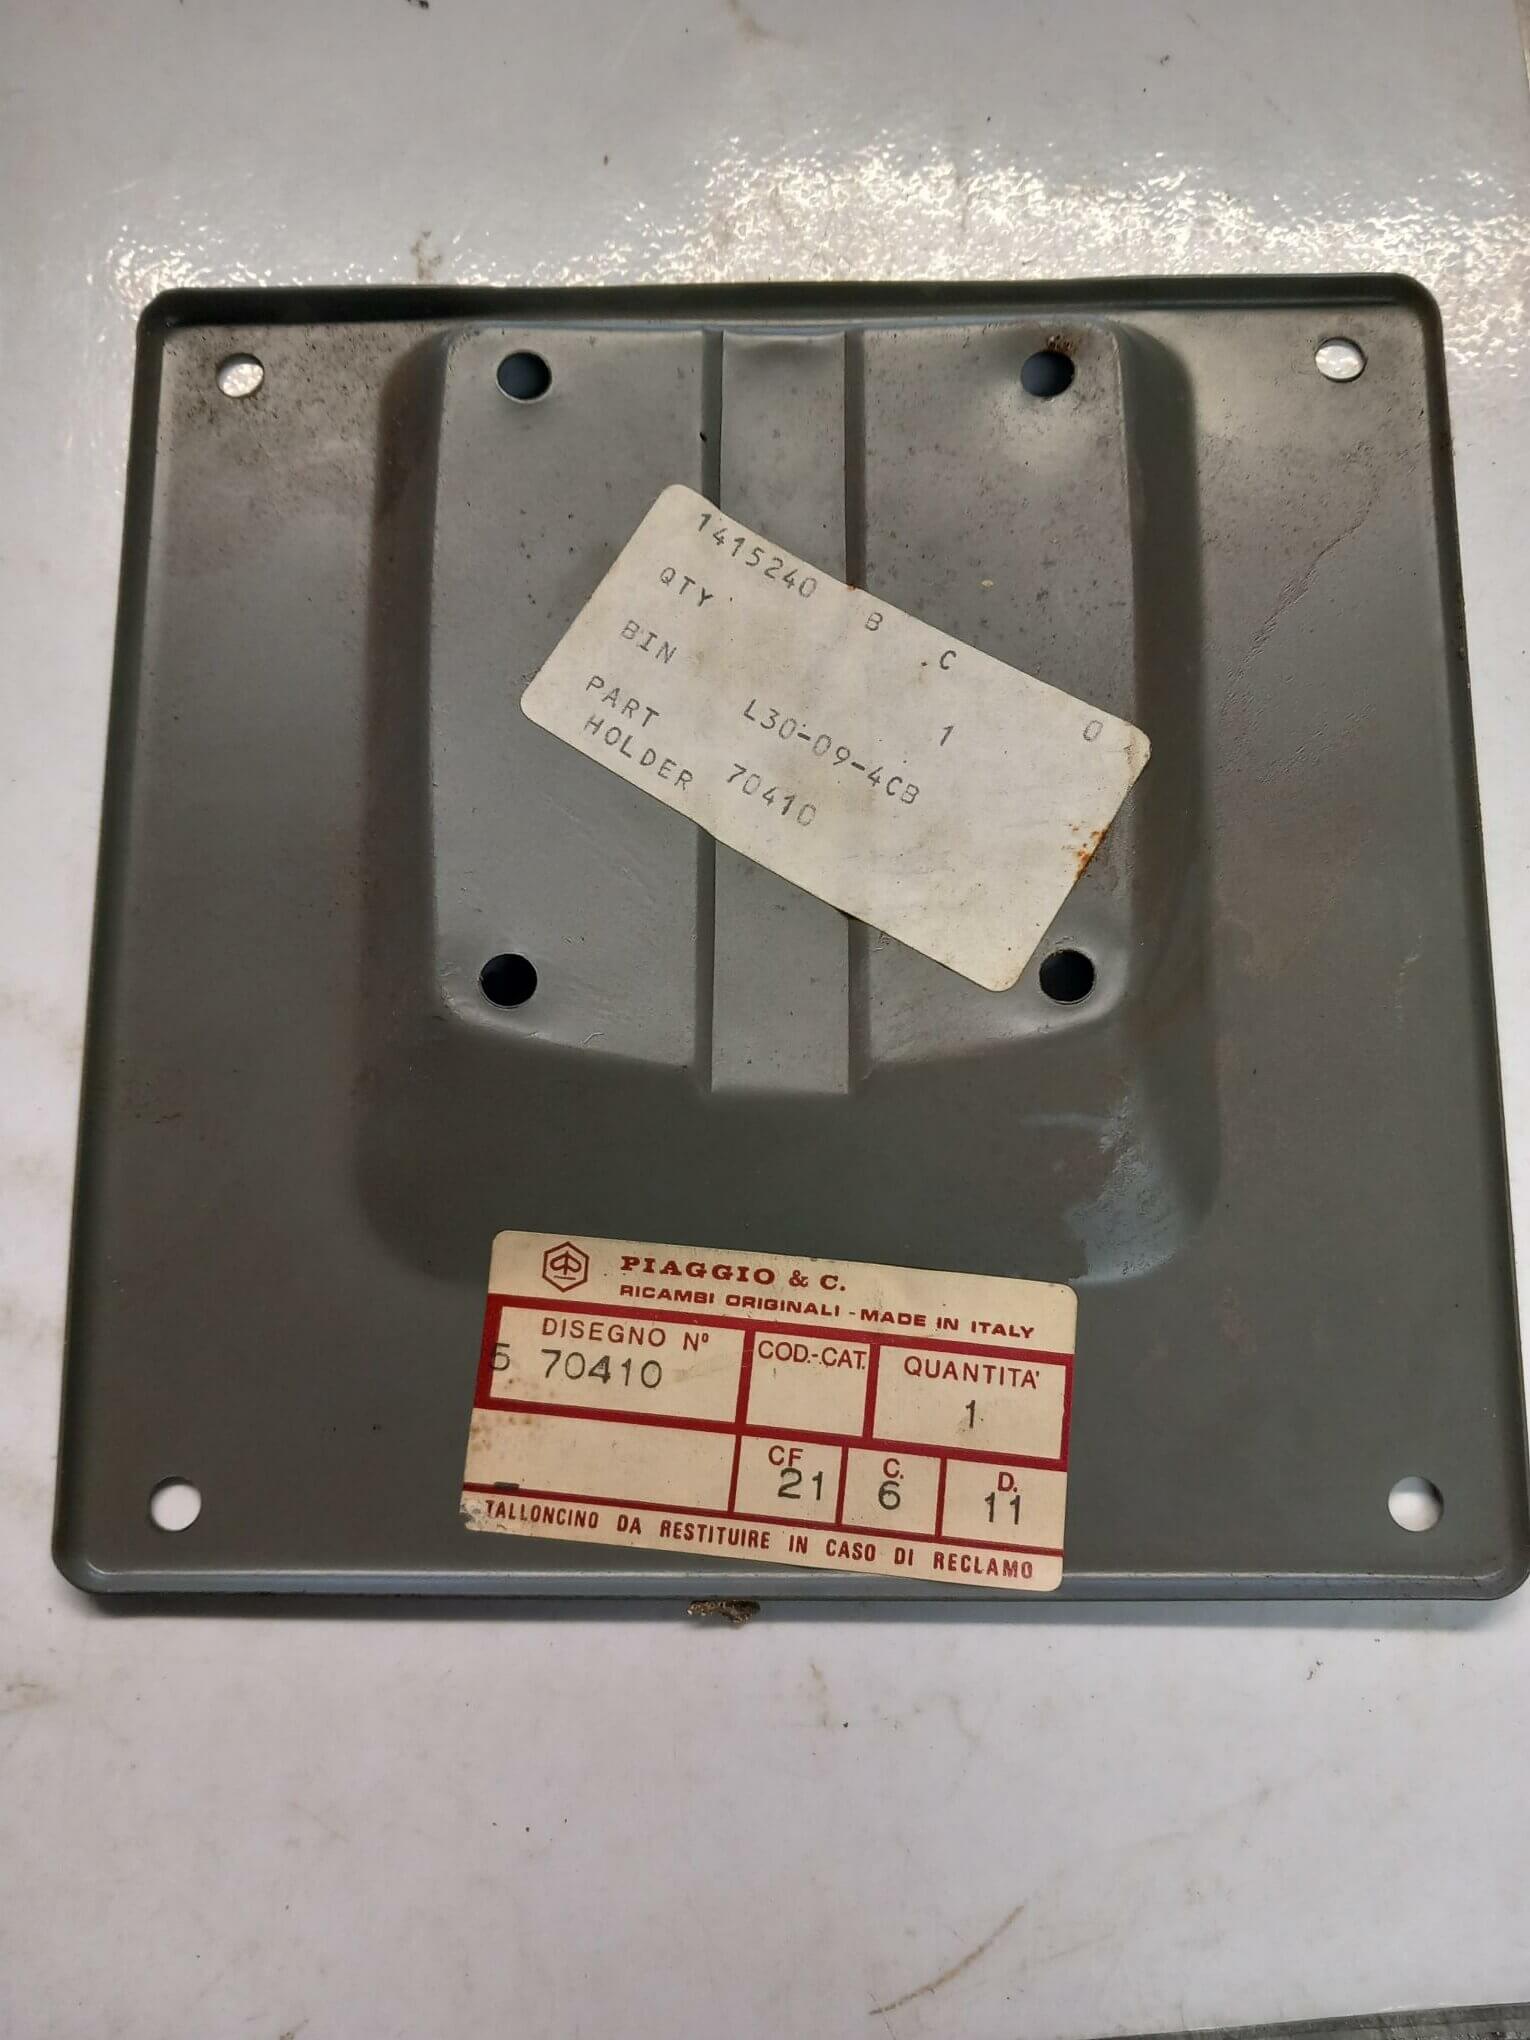 1415240 B C 0
QTY 1
BIN L30-09-4CB
PART 70410
HOLDER
PIAGGIO & C.
RICAMBI ORIGINALI - MADE IN ITALY
DISEGNO Nº
5 70410
COD.-CAT.
QUANTITA'
1
CF
21
C.
6
D.
11
-
TALLONCINO DA RESTITUIRE IN CASO DI RECLAMO